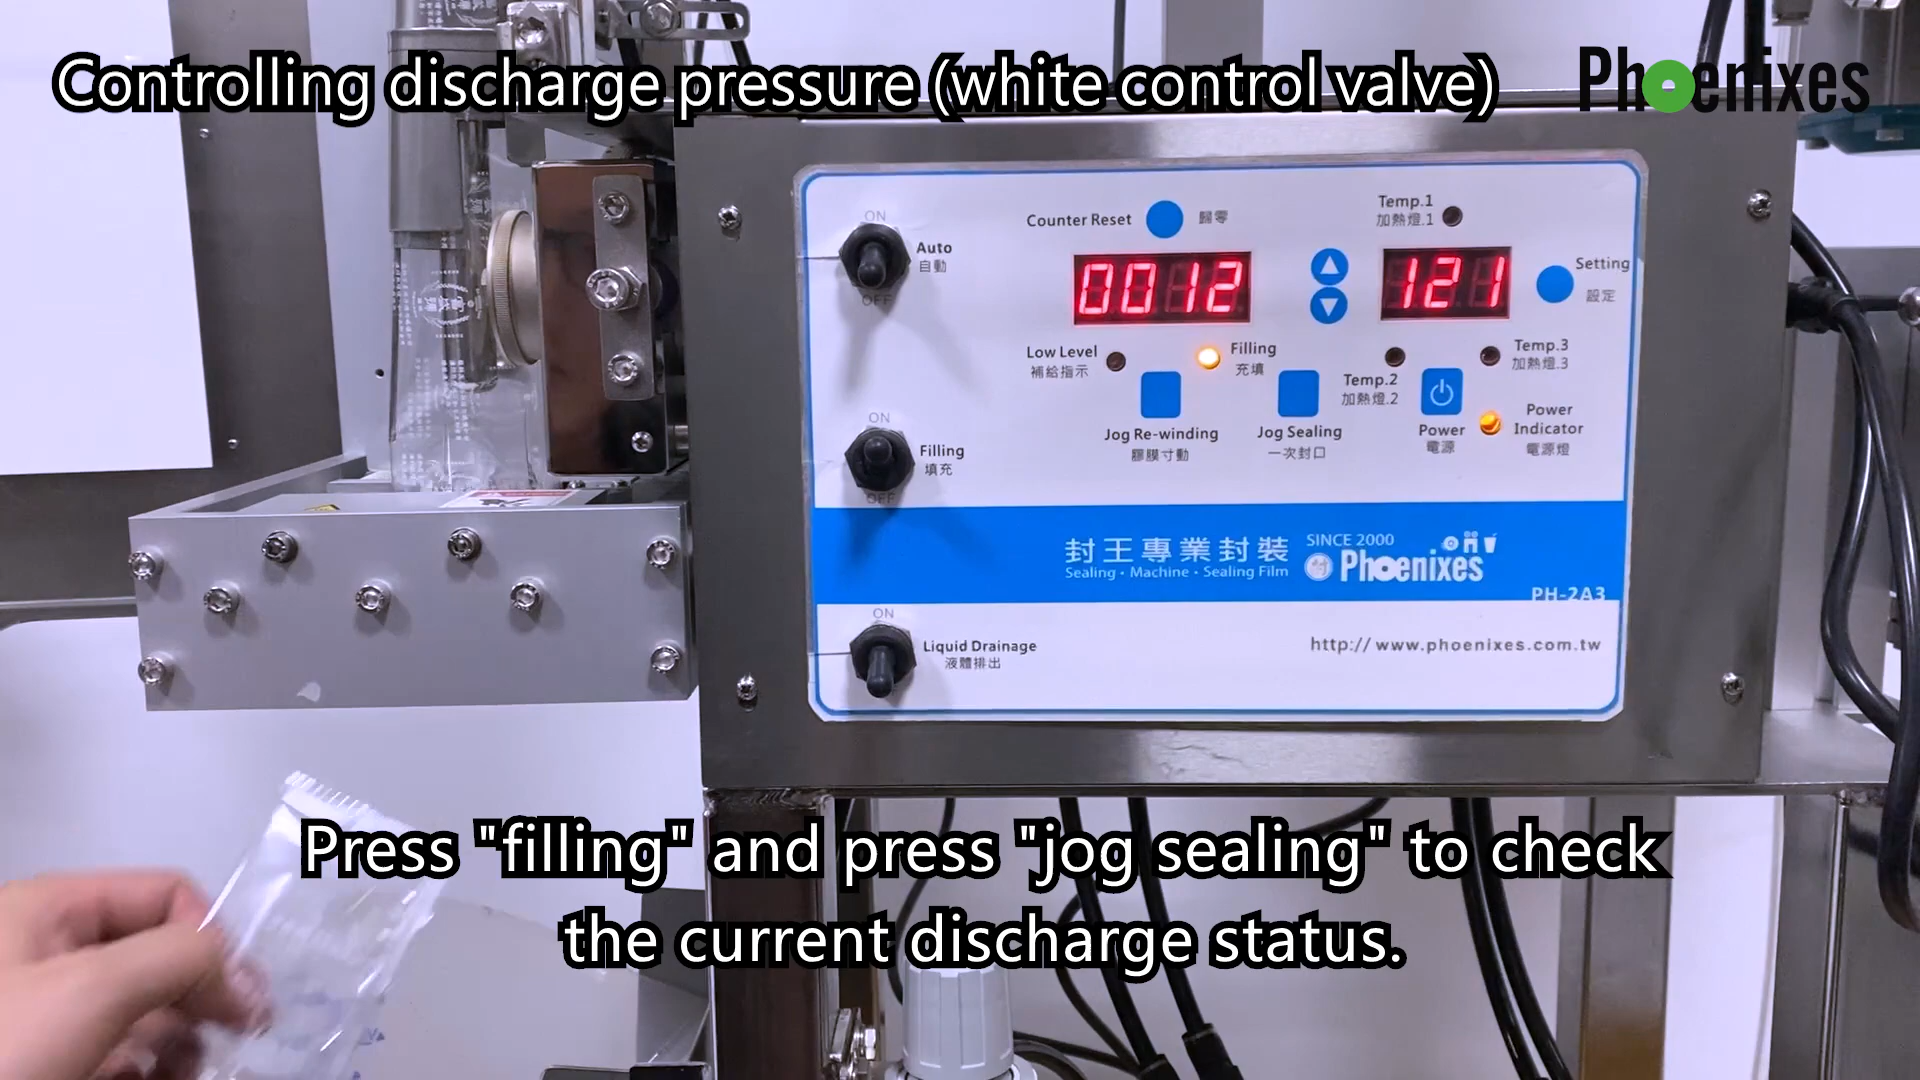 Controlling discharge pressure (white control valve)
Phoenixes
ON
Auto
自動
OFF
Counter Reset
歸零
0012
Temp.1
加熱燈.1
121
Setting
設定
Low Level
補給指示
Filling
充填
Temp.2
加熱燈.2
Temp.3
加熱燈.3
Jog Re-winding
膠膜寸動
Jog Sealing
一次封口
Power
電源
Power
Indicator
電源燈
ON
Filling
填充
OFF
封王專業封裝
Sealing・Machine・Sealing Film
SINCE 2000
Phoenixes
PH-2A3
ON
Liquid Drainage
液體排出
http://www.phoenixes.com.tw
Press "filling" and press "jog sealing" to check
the current discharge status.